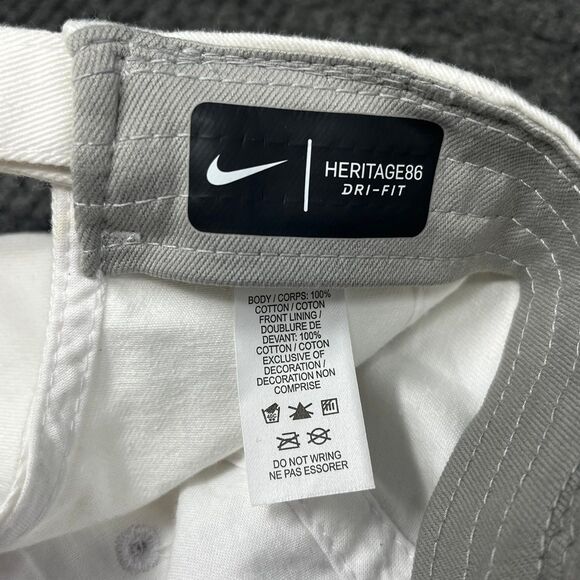 HERITAGE86
DRI-FIT
BODY / CORPS: 100%
COTTON / COTON
FRONT LINING /
DOUBLURE DE
DEVANT: 100%
COTTON / COTON
EXCLUSIVE OF
DECORATION /
DECORATION NON
COMPRISE
DO NOT WRING
NE PAS ESSORER